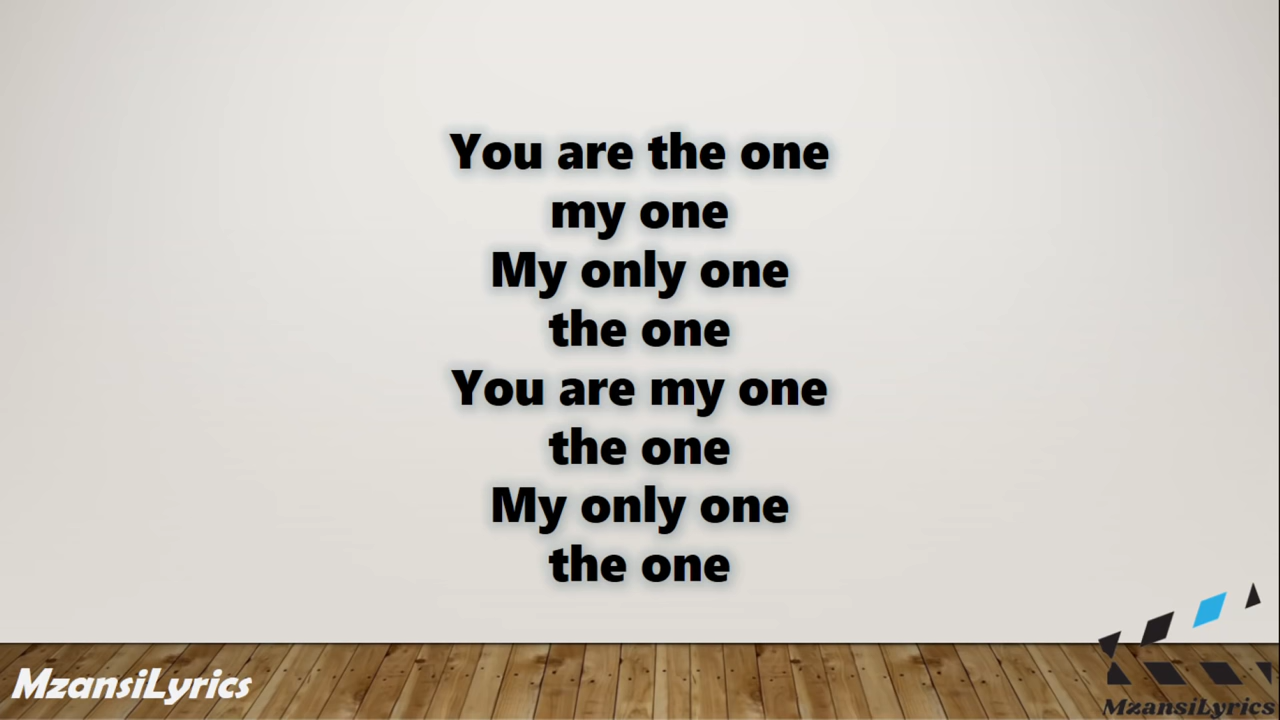 You are the one
my one
My only one
the one
You are my one
the one
My only one
the one
MzansiLyrics
MzansiLyrics